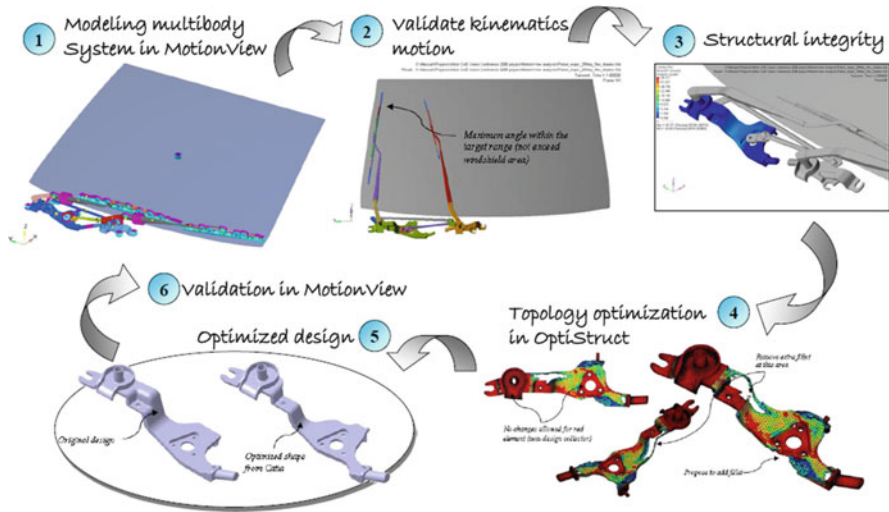 1
Modeling multibody
System in MotionView
2
Validate kinematics
motion
3
Structural integrity
Minimum angle within the
target range (not exceed
windshield area)
6
Validation in MotionView
Optimized design
5
Topology optimization
in OptiStruct
4
Remove extra fillet
at this area
No changes allowed for red
element (non-design collector)
Propose to add fillet
Original design
Optimized shape
from Catia